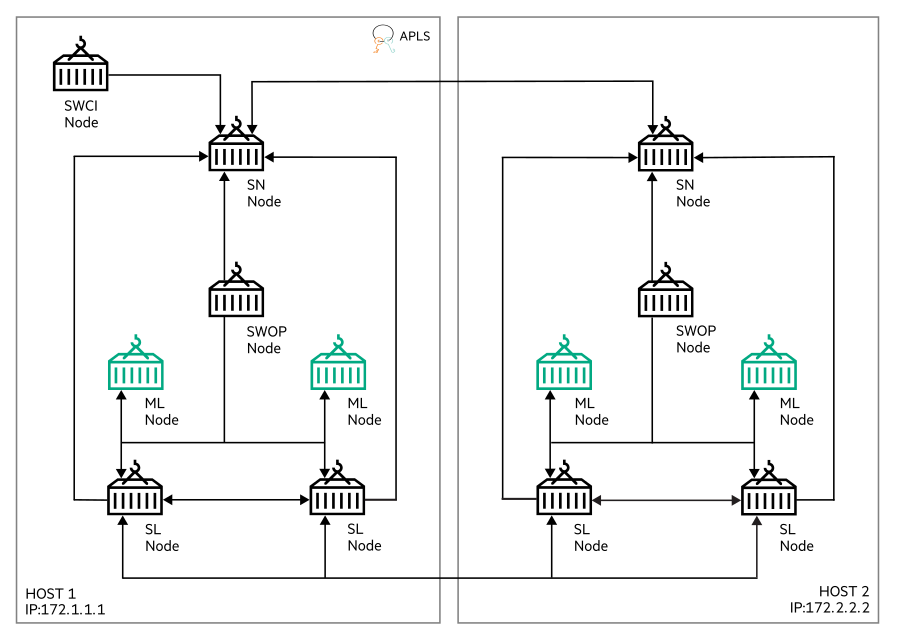 APLS
SWCI
Node
SN
Node
SN
Node
SWOP
Node
SWOP
Node
ML
Node
ML
Node
ML
Node
ML
Node
SL
Node
SL
Node
SL
Node
SL
Node
HOST 1
IP:172.1.1.1
HOST 2
IP:172.2.2.2